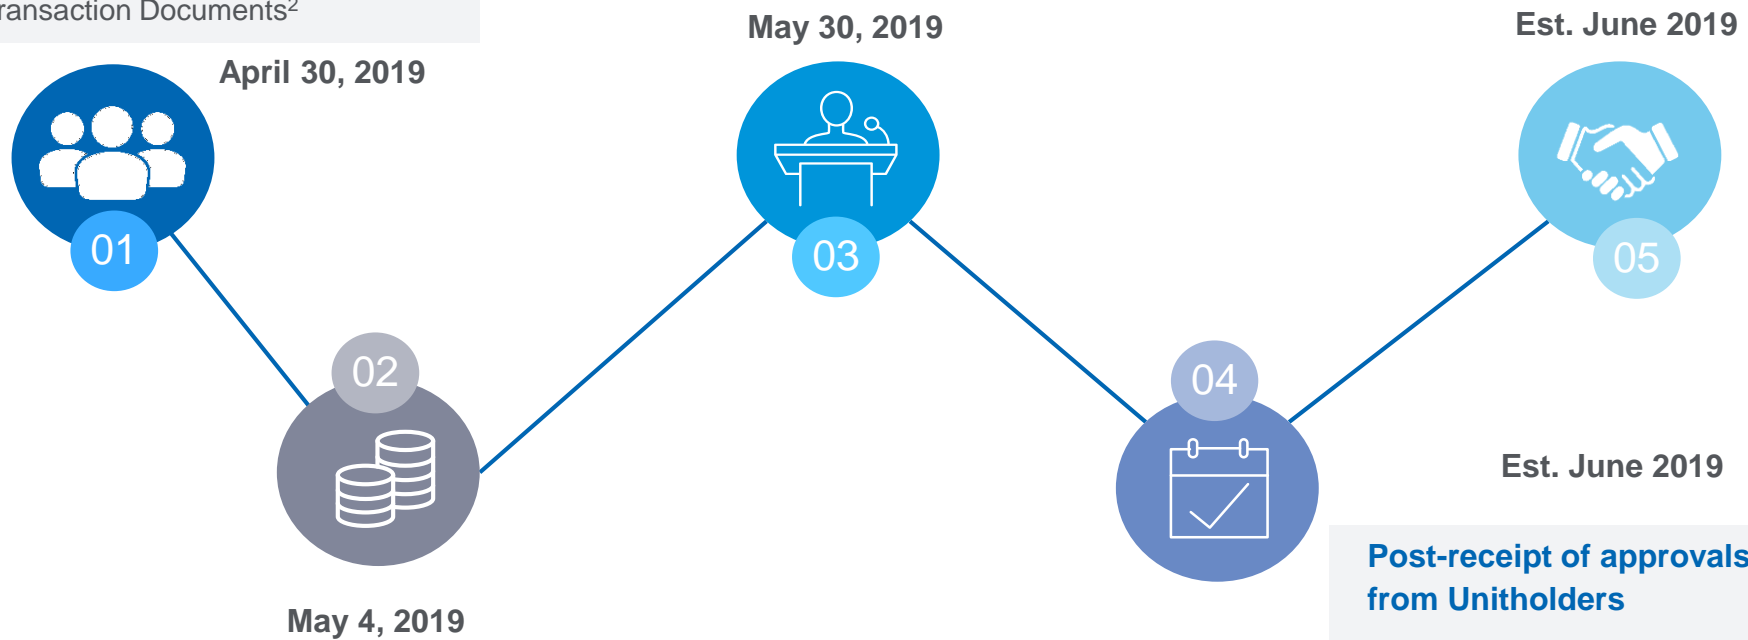 Transaction Documents²
May 30, 2019
Est. June 2019
April 30, 2019
01
03
05
02
04
Est. June 2019
Post-receipt of approvals
from Unitholders
May 4, 2019